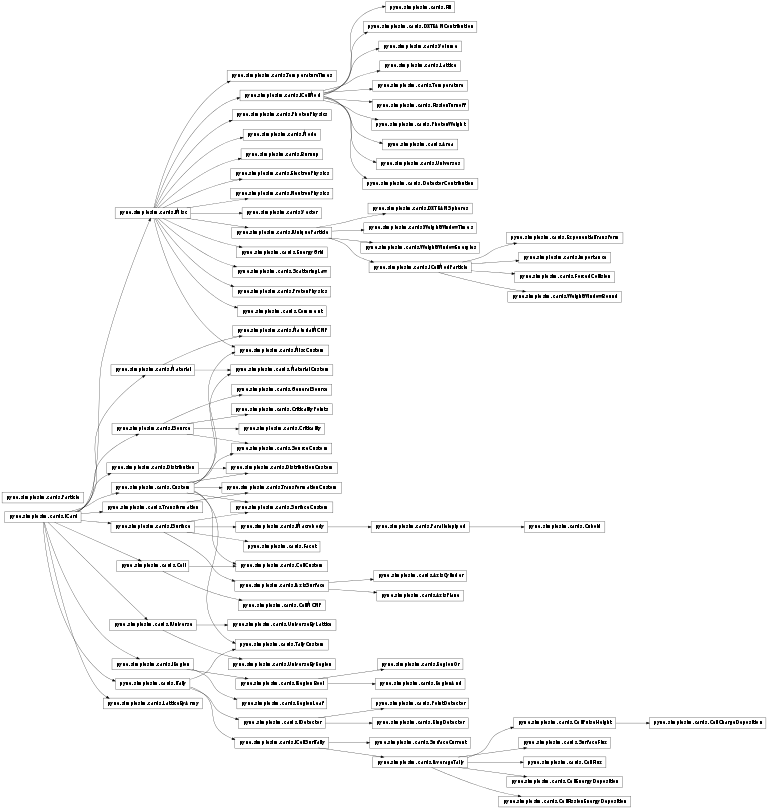 pyne.simplesim.cards.Fill
pyne.simplesim.cards.DXTRANContribution
pyne.simplesim.cards.Volume
pyne.simplesim.cards.Lattice
pyne.simplesim.cards.TemperatureTimes
pyne.simplesim.cards.Temperature
pyne.simplesim.cards.ICellMod
pyne.simplesim.cards.FissionTurnoff
pyne.simplesim.cards.PhotonPhysics
pyne.simplesim.cards.PhotonWeight
pyne.simplesim.cards.Mode
pyne.simplesim.cards.Area
pyne.simplesim.cards.Burnup
pyne.simplesim.cards.Universes
pyne.simplesim.cards.ElectronPhysics
pyne.simplesim.cards.DetectorContribution
pyne.simplesim.cards.NeutronPhysics
pyne.simplesim.cards.IMisc
pyne.simplesim.cards.Vector
pyne.simplesim.cards.DXTRANSpheres
pyne.simplesim.cards.IUniqueParticle
pyne.simplesim.cards.WeightWindowTimes
pyne.simplesim.cards.ExponentialTransform
pyne.simplesim.cards.WeightWindowEnergies
pyne.simplesim.cards.EnergyGrid
pyne.simplesim.cards.Importance
pyne.simplesim.cards.ICellModParticle
pyne.simplesim.cards.ScatteringLaw
pyne.simplesim.cards.ForcedCollision
pyne.simplesim.cards.ProtonPhysics
pyne.simplesim.cards.WeightWindowBound
pyne.simplesim.cards.Comment
pyne.simplesim.cards.MaterialMCNP
pyne.simplesim.cards.MiscCustom
pyne.simplesim.cards.Material
pyne.simplesim.cards.MaterialCustom
pyne.simplesim.cards.GeneralSource
pyne.simplesim.cards.CriticalityPoints
pyne.simplesim.cards.ISource
pyne.simplesim.cards.Criticality
pyne.simplesim.cards.SourceCustom
pyne.simplesim.cards.Distribution
pyne.simplesim.cards.DistributionCustom
pyne.simplesim.cards.Custom
pyne.simplesim.cards.TransformationCustom
pyne.simplesim.cards.Particle
pyne.simplesim.cards.Transformation
pyne.simplesim.cards.SurfaceCustom
pyne.simplesim.cards.ICard
pyne.simplesim.cards.ISurface
pyne.simplesim.cards.IMacrobody
pyne.simplesim.cards.Parallelepiped
pyne.simplesim.cards.Cuboid
pyne.simplesim.cards.Facet
pyne.simplesim.cards.Cell
pyne.simplesim.cards.CellCustom
pyne.simplesim.cards.AxisCylinder
pyne.simplesim.cards.IAxisSurface
pyne.simplesim.cards.AxisPlane
pyne.simplesim.cards.CellMCNP
pyne.simplesim.cards.IUniverse
pyne.simplesim.cards.UniverseByLattice
pyne.simplesim.cards.TallyCustom
pyne.simplesim.cards.IRegion
pyne.simplesim.cards.UniverseByRegion
pyne.simplesim.cards.RegionOr
pyne.simplesim.cards.ITally
pyne.simplesim.cards.IRegionBool
pyne.simplesim.cards.RegionAnd
pyne.simplesim.cards.LatticeByArray
pyne.simplesim.cards.RegionLeaf
pyne.simplesim.cards.PointDetector
pyne.simplesim.cards.IDetector
pyne.simplesim.cards.RingDetector
pyne.simplesim.cards.CellPulseHeight
pyne.simplesim.cards.CellChargeDeposition
pyne.simplesim.cards.ICellSurfTally
pyne.simplesim.cards.SurfaceCurrent
pyne.simplesim.cards.SurfaceFlux
pyne.simplesim.cards.IAverageTally
pyne.simplesim.cards.CellFlux
pyne.simplesim.cards.CellEnergyDeposition
pyne.simplesim.cards.CellFissionEnergyDeposition